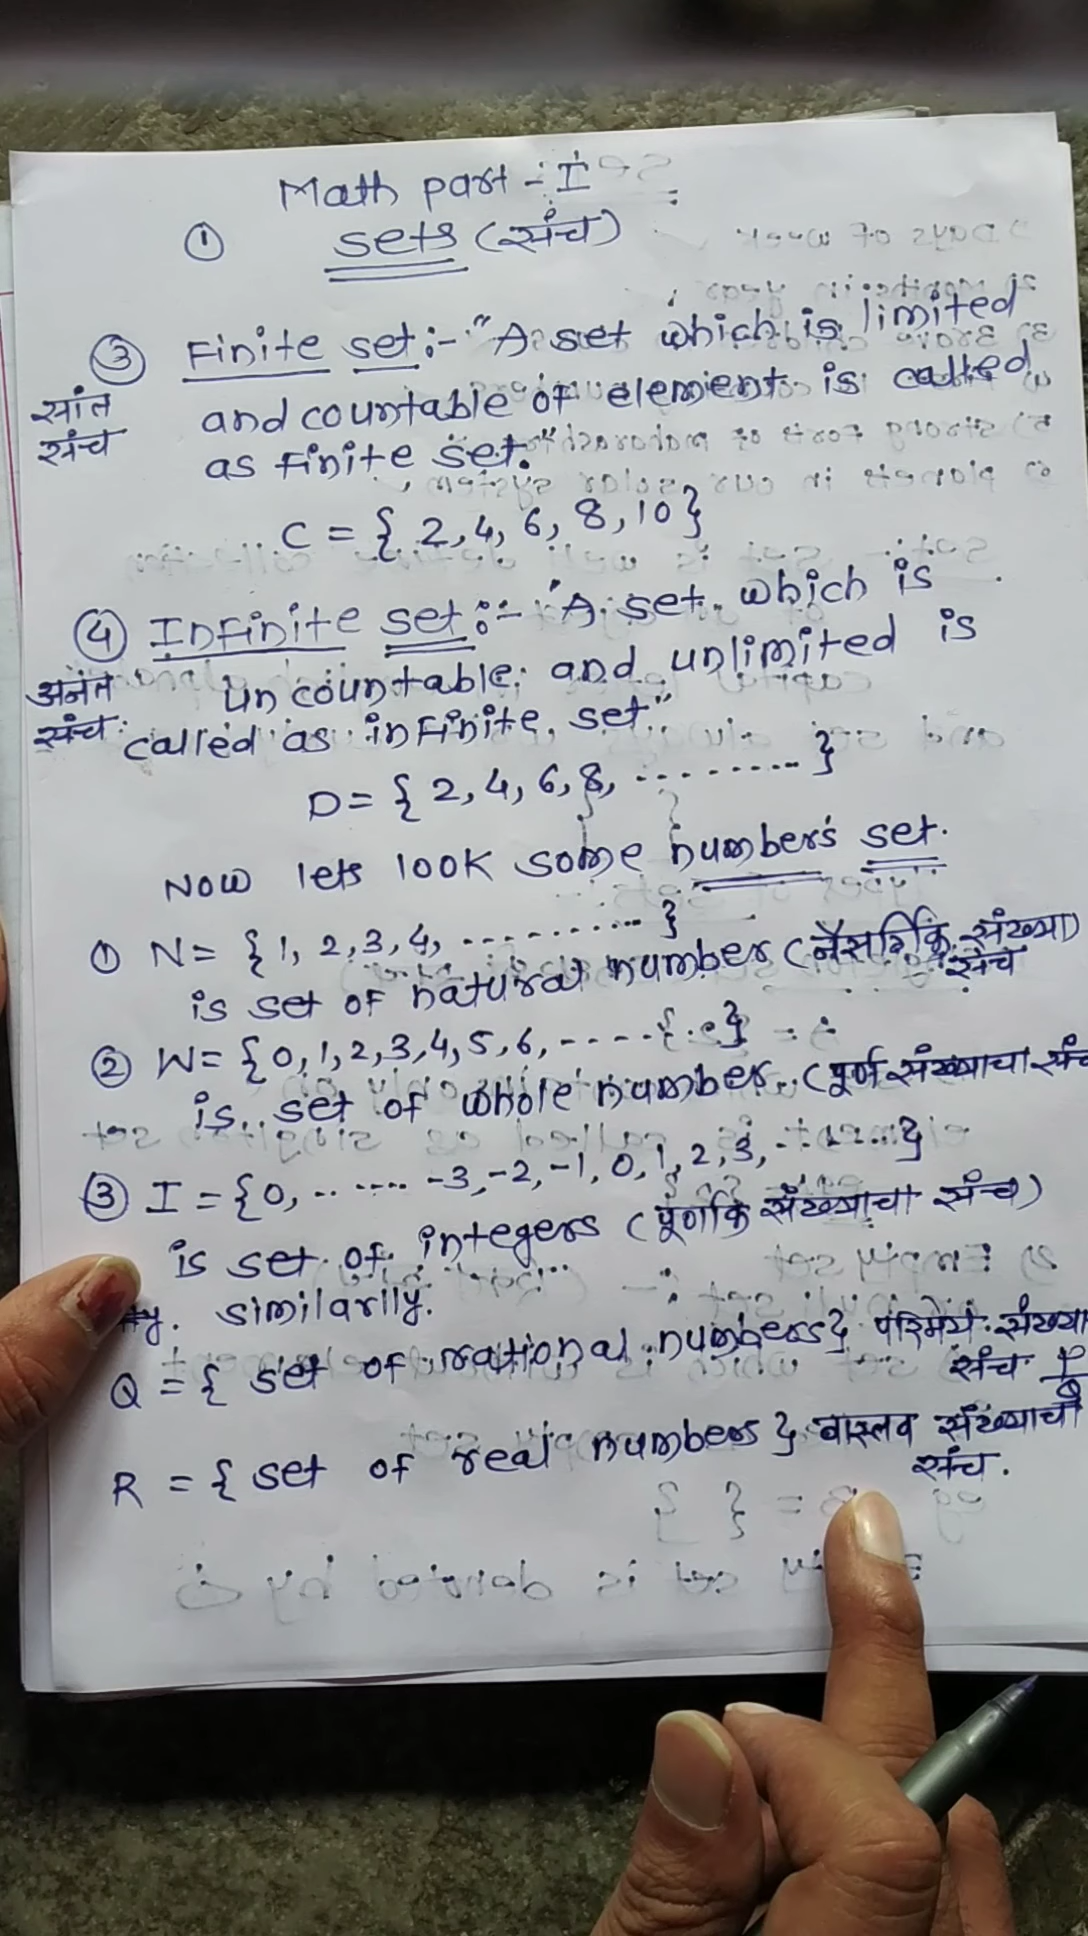 Math part - I
① sets (संच)
③ Finite set :- "A set which is limited
सांत and countable of element is called
संच as finite set."
C = { 2, 4, 6, 8, 10 }
④ Infinite set :- "A set which is
अनंत uncountable and unlimited is
संच called as infinite set."
D = { 2, 4, 6, 8, ......... }
Now lets look some numbers set.
① N = { 1, 2, 3, 4, .......... }
is set of natural number (नैसर्गिक संख्या)
संच
② W = { 0, 1, 2, 3, 4, 5, 6, ..... }
is set of whole number. (पूर्ण संख्याचा संच
③ I = { 0, ....... -3, -2, -1, 0, 1, 2, 3, ....... }
is set of integers (पूर्णांक संख्याचा संच)
similarlly.
Q = { set of rational numbers } परिमेय संख्या
संच P/Q
R = { set of real numbers } वास्तव संख्याचा
संच.